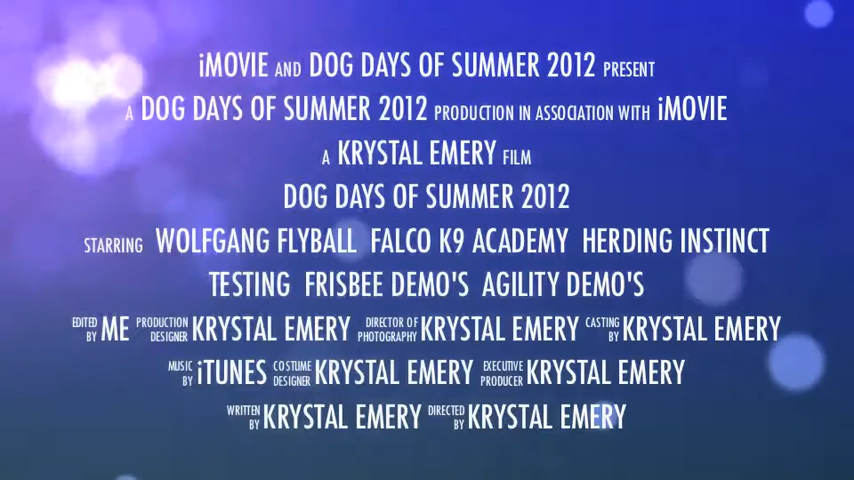 iMOVIE AND DOG DAYS OF SUMMER 2012 PRESENT
A DOG DAYS OF SUMMER 2012 PRODUCTION IN ASSOCIATION WITH iMOVIE
A KRYSTAL EMERY FILM
DOG DAYS OF SUMMER 2012
STARRING WOLFGANG FLYBALL FALCO K9 ACADEMY HERDING INSTINCT
TESTING FRISBEE DEMO'S AGILITY DEMO'S
EDITED BY ME PRODUCTION DESIGNER KRYSTAL EMERY DIRECTOR OF PHOTOGRAPHY KRYSTAL EMERY CASTING BY KRYSTAL EMERY
MUSIC BY iTUNES COSTUME DESIGNER KRYSTAL EMERY EXECUTIVE PRODUCER KRYSTAL EMERY
WRITTEN BY KRYSTAL EMERY DIRECTED BY KRYSTAL EMERY